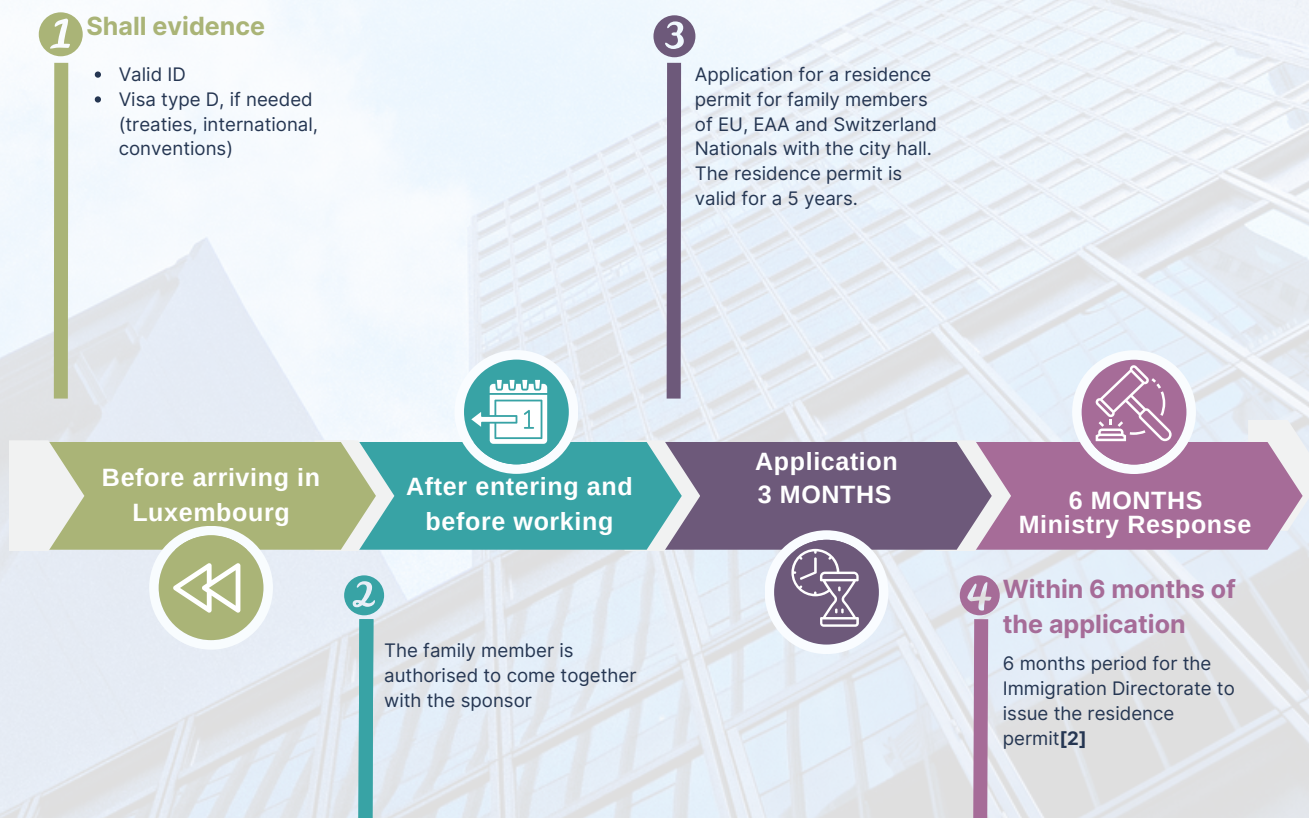 1 Shall evidence
• Valid ID
• Visa type D, if needed
(treaties, international,
conventions)
3
Application for a residence
permit for family members
of EU, EAA and Switzerland
Nationals with the city hall.
The residence permit is
valid for a 5 years.
Before arriving in
Luxembourg
1
After entering and
before working
Application
3 MONTHS
6 MONTHS
Ministry Response
2
The family member is
authorised to come together
with the sponsor
4 Within 6 months of
the application
6 months period for the
Immigration Directorate to
issue the residence
permit[2]